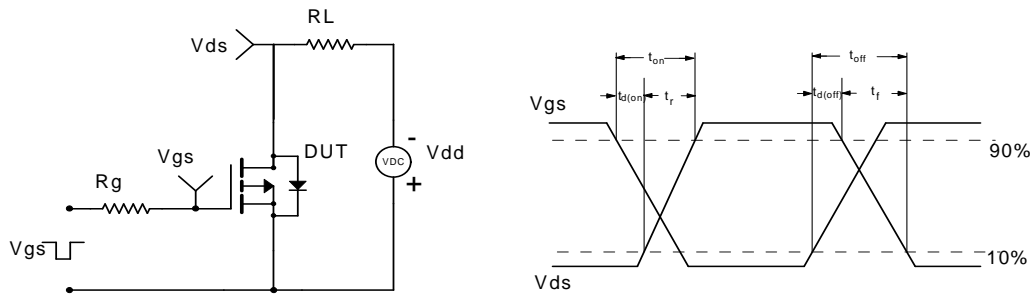 RL
Vds
Vgs
DUT
VDC
-
+
Vdd
Rg
Vgs
ton
toff
td(on)
tr
td(off)
tf
Vgs
90%
10%
Vds